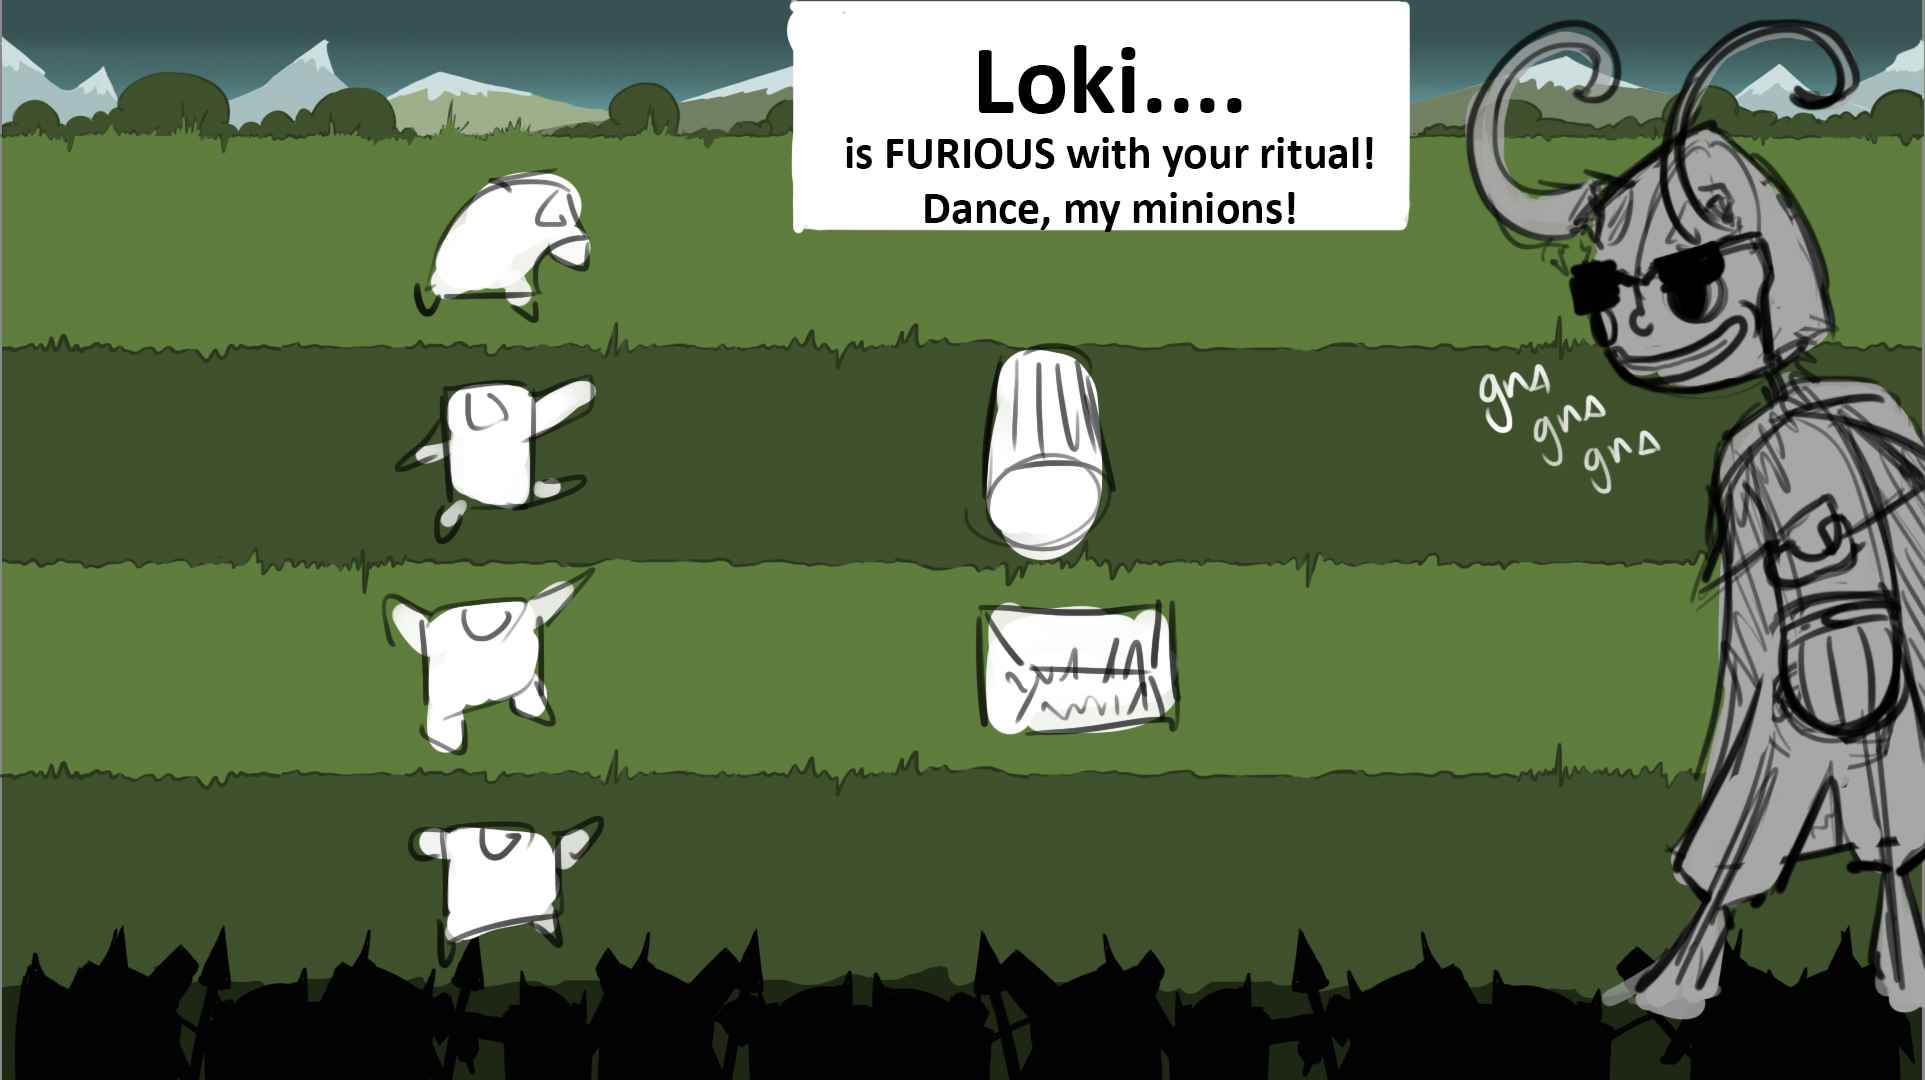 Loki....
is FURIOUS with your ritual!
Dance, my minions!
gna
gna
gna